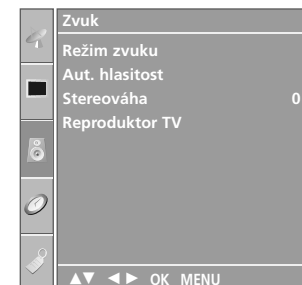 Zvuk
Režim zvuku
Aut. hlasitost
Stereováha 0
Reproduktor TV
▲▼ ◄► OK MENU